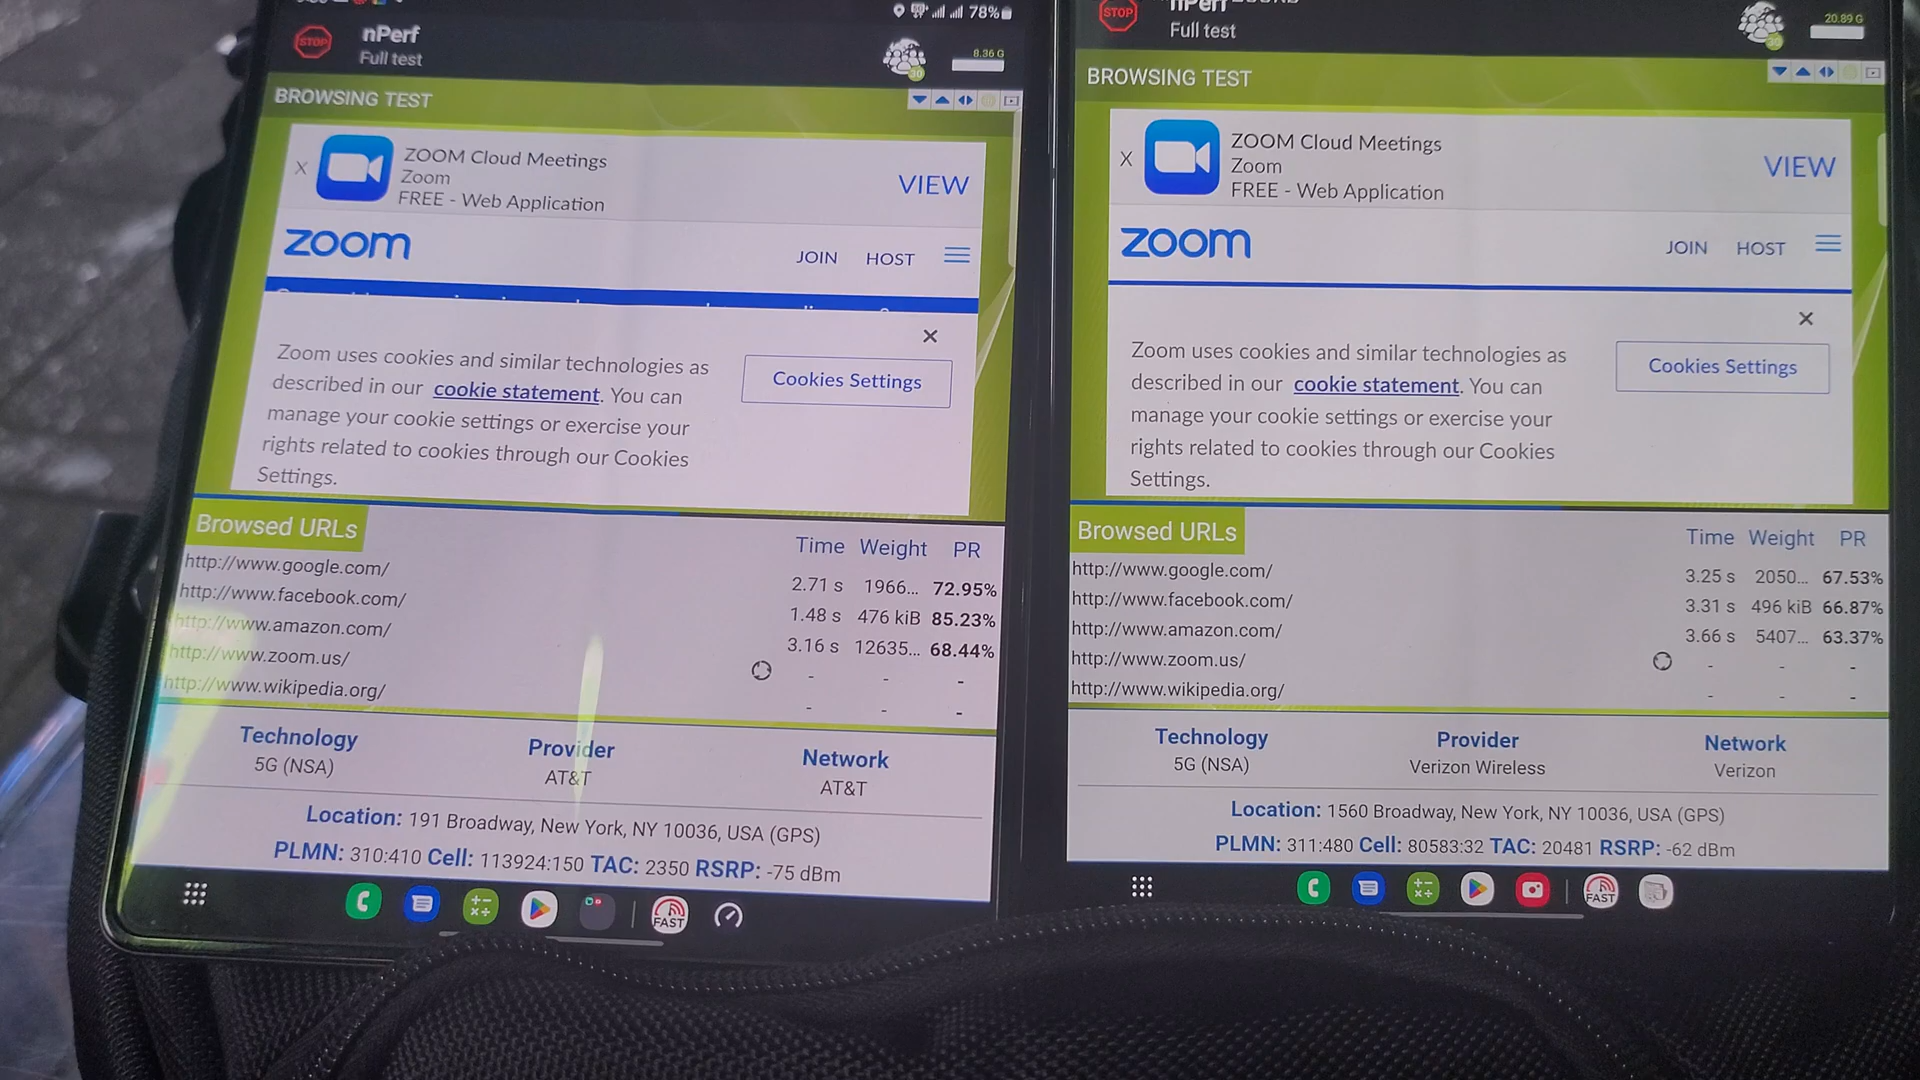 78%
STOP
nPerf
Full test
30
8.36 G
BROWSING TEST
X
ZOOM Cloud Meetings
Zoom
FREE - Web Application
VIEW
zoom
JOIN HOST
Zoom uses cookies and similar technologies as
described in our cookie statement. You can
manage your cookie settings or exercise your
rights related to cookies through our Cookies
Settings.
Cookies Settings
Browsed URLs
Time Weight PR
http://www.google.com/ 2.71 s 1966... 72.95%
http://www.facebook.com/ 1.48 s 476 kiB 85.23%
http://www.amazon.com/ 3.16 s 12635... 68.44%
http://www.zoom.us/ - - -
http://www.wikipedia.org/ - - -
Technology Provider Network
5G (NSA) AT&T AT&T
Location: 191 Broadway, New York, NY 10036, USA (GPS)
PLMN: 310:410 Cell: 113924:150 TAC: 2350 RSRP: -75 dBm
FAST
STOP
nPerf
Full test
30
20.89 G
BROWSING TEST
X
ZOOM Cloud Meetings
Zoom
FREE - Web Application
VIEW
zoom
JOIN HOST
Zoom uses cookies and similar technologies as
described in our cookie statement. You can
manage your cookie settings or exercise your
rights related to cookies through our Cookies
Settings.
Cookies Settings
Browsed URLs
Time Weight PR
http://www.google.com/ 3.25 s 2050... 67.53%
http://www.facebook.com/ 3.31 s 496 kiB 66.87%
http://www.amazon.com/ 3.66 s 5407... 63.37%
http://www.zoom.us/ - - -
http://www.wikipedia.org/ - - -
Technology Provider Network
5G (NSA) Verizon Wireless Verizon
Location: 1560 Broadway, New York, NY 10036, USA (GPS)
PLMN: 311:480 Cell: 80583:32 TAC: 20481 RSRP: -62 dBm
FAST